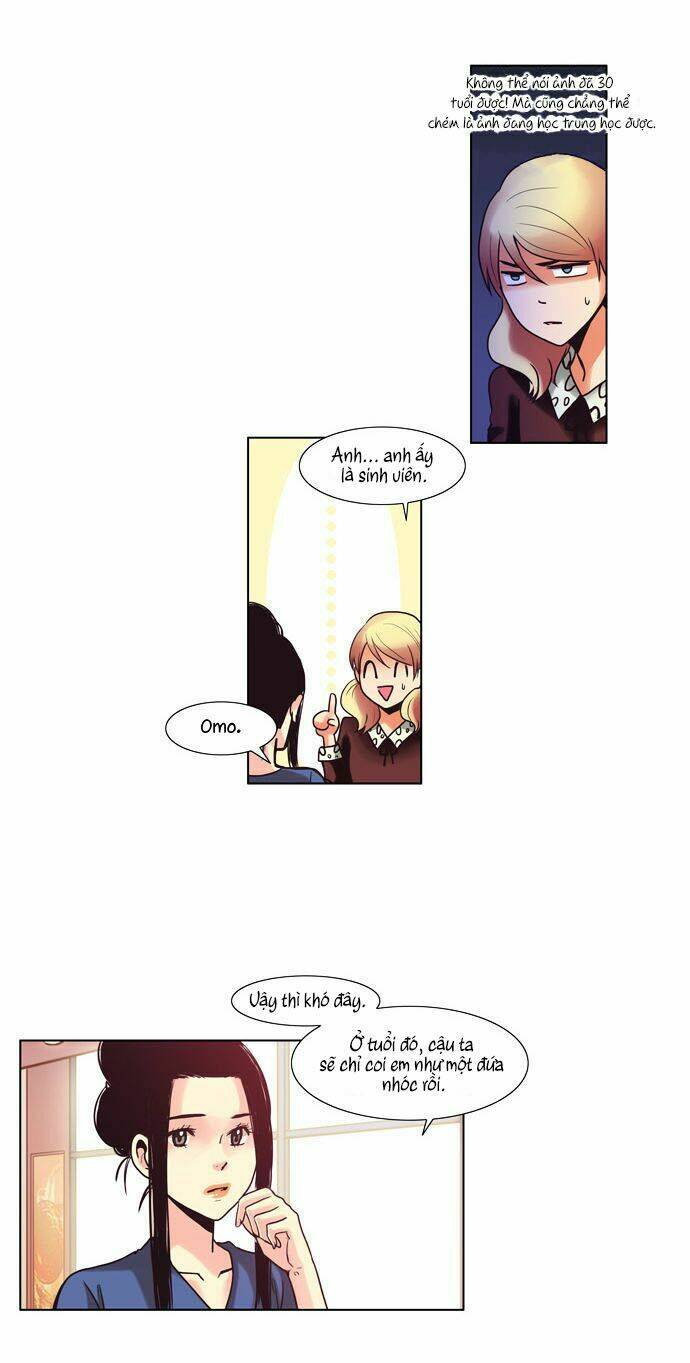 Không thể nói ảnh đã 30
tuổi được! Mà cũng chẳng thể
chém là ảnh đang học trung học được.
Anh... anh ấy
là sinh viên.
Omo.
Vậy thì khó đây.
Ở tuổi đó, cậu ta
sẽ chỉ coi em như một đứa
nhóc rồi.